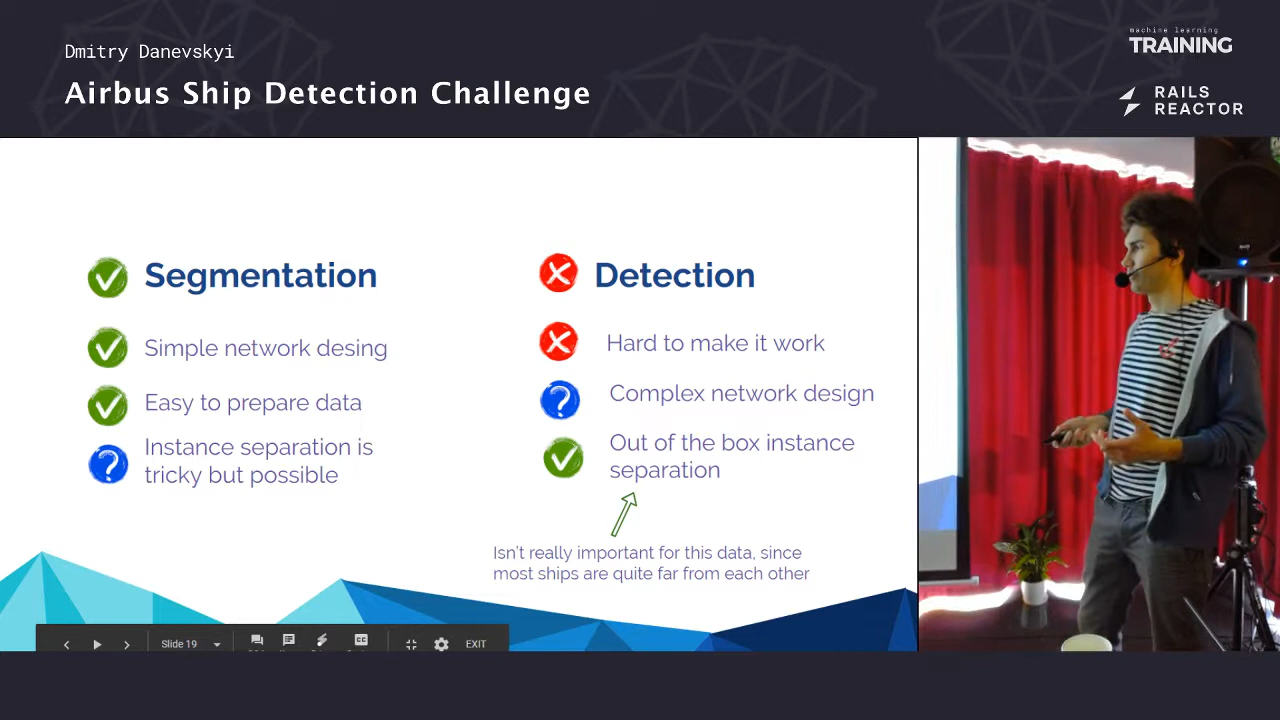 Dmitry Danevskyi
Airbus Ship Detection Challenge
machine learning
TRAINING
RAILS
REACTOR
Segmentation
Simple network desing
Easy to prepare data
Instance separation is
tricky but possible
Detection
Hard to make it work
Complex network design
Out of the box instance
separation
Isn't really important for this data, since
most ships are quite far from each other
Slide 19
CC
EXIT